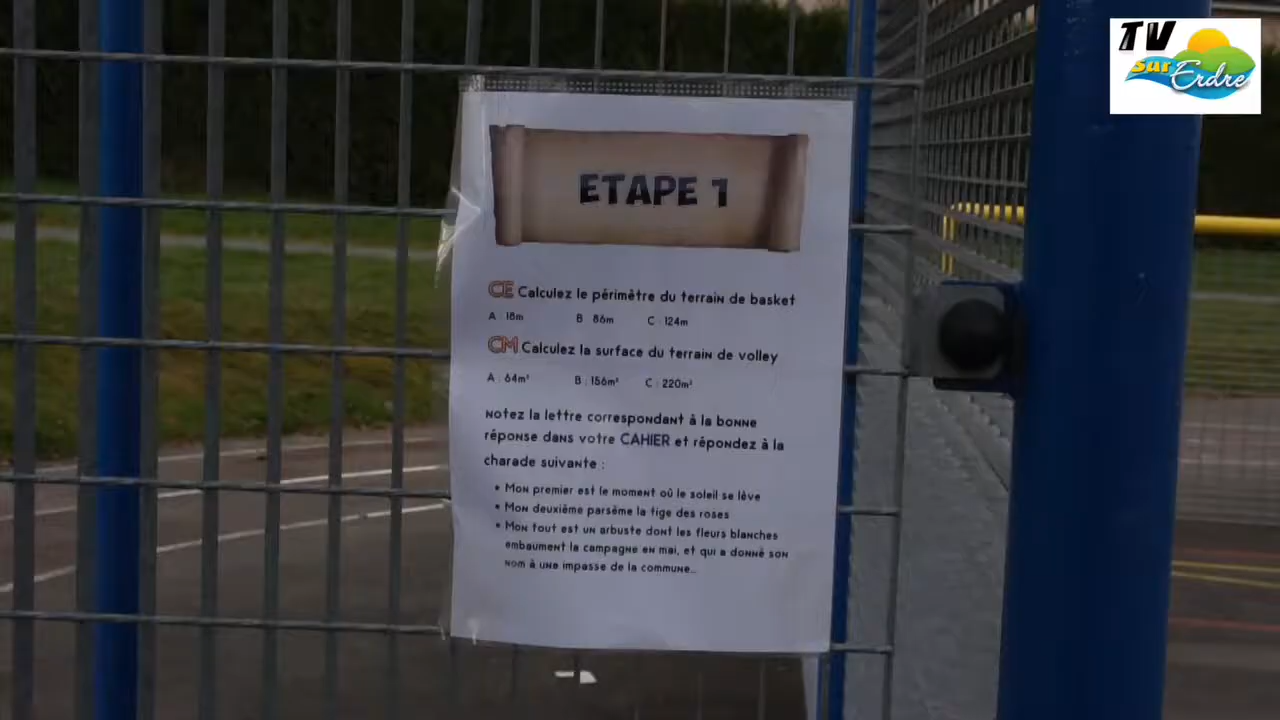 TV
sur
Erdre
ETAPE 1
CE Calculez le périmètre du terrain de basket
A : 18m B : 86m C : 124m
CM Calculez la surface du terrain de volley
A : 64m² B : 156m² C : 220m²
Notez la lettre correspondant à la bonne
réponse dans votre CAHIER et répondez à la
charade suivante :
• Mon premier est le moment où le soleil se lève
• Mon deuxième parsème la tige des roses
• Mon tout est un arbuste dont les fleurs blanches
embaument la campagne en mai, et qui a donné son
nom à une impasse de la commune...